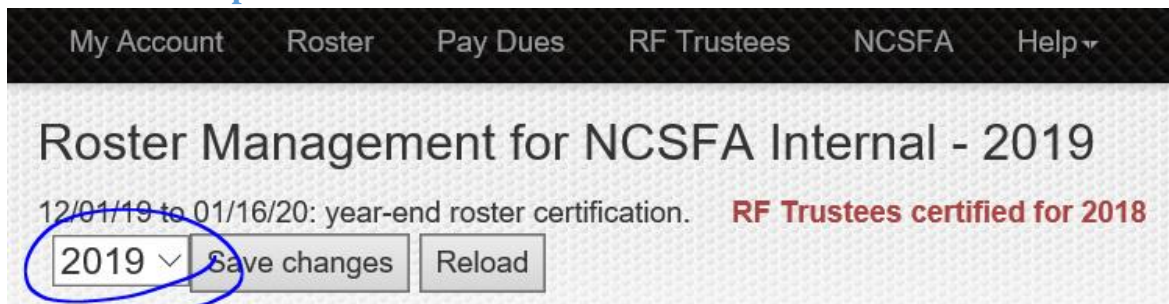 My Account Roster Pay Dues RF Trustees NCSFA Help
Roster Management for NCSFA Internal - 2019
12/01/19 to 01/16/20: year-end roster certification. RF Trustees certified for 2018
2019 Save changes Reload